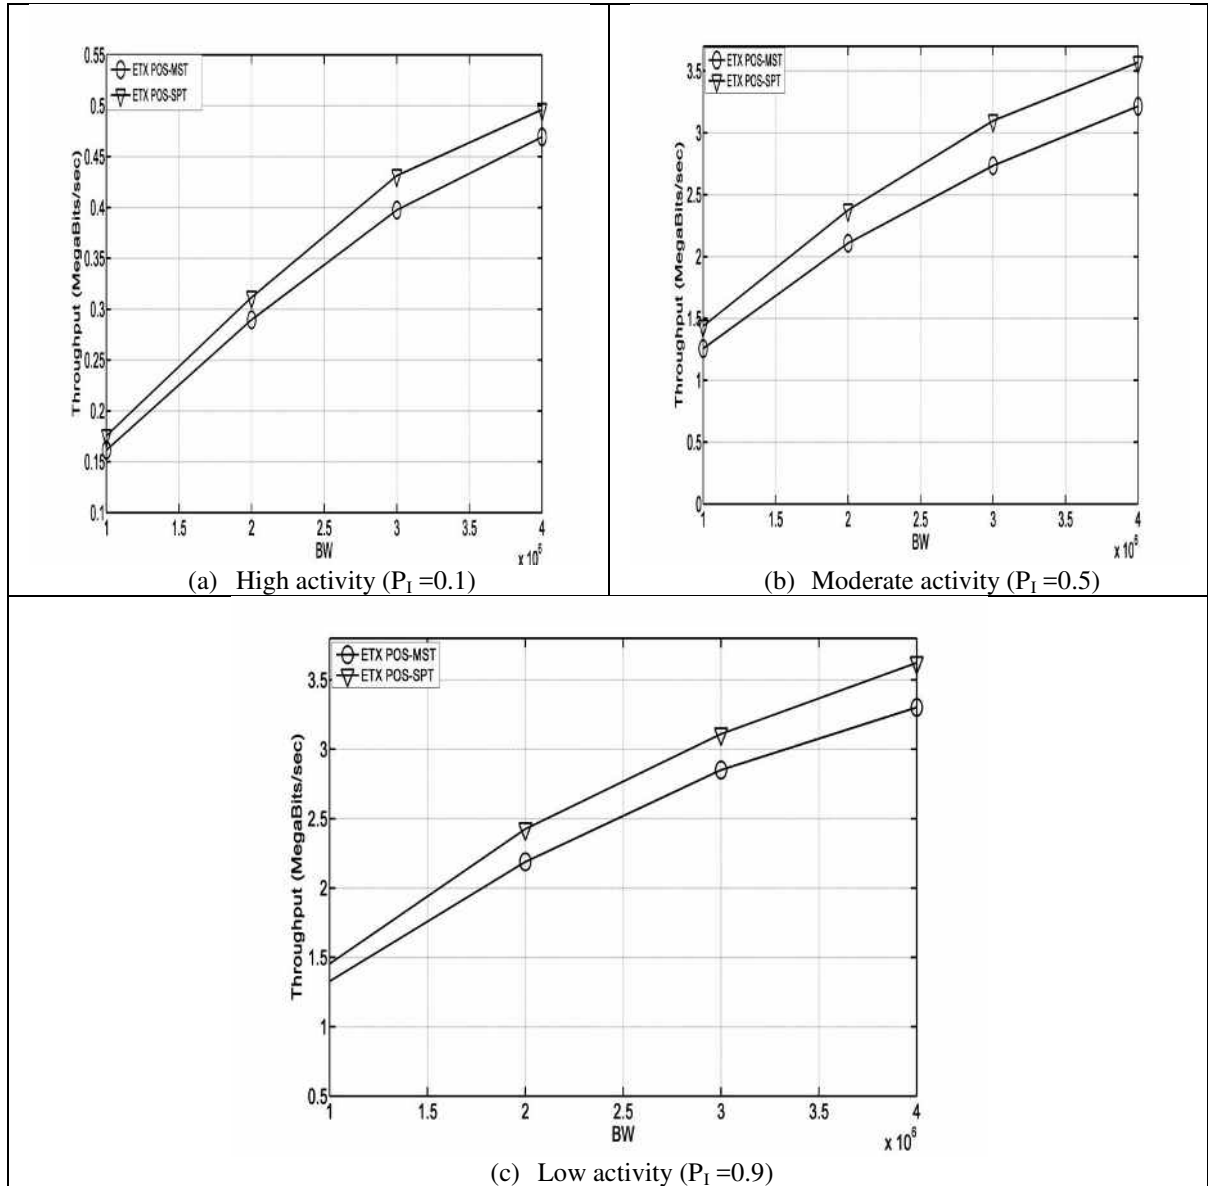 0.55
ETX POS-MST
ETX POS-SPT
0.5
0.45
0.4
0.35
0.3
0.25
0.2
0.15
0.1
Throughput (MegaBits/sec)
1 1.5 2 2.5 3 3.5 4
BW
x 10^6
(a) High activity (P_I =0.1)
ETX POS-MST
ETX POS-SPT
3.5
3
2.5
2
1.5
1
0.5
0
Throughput (MegaBits/sec)
1 1.5 2 2.5 3 3.5 4
BW
x 10^6
(b) Moderate activity (P_I =0.5)
ETX POS-MST
ETX POS-SPT
3.5
3
2.5
2
1.5
1
0.5
Throughput (MegaBits/sec)
1 1.5 2 2.5 3 3.5 4
BW
x 10^6
(c) Low activity (P_I =0.9)